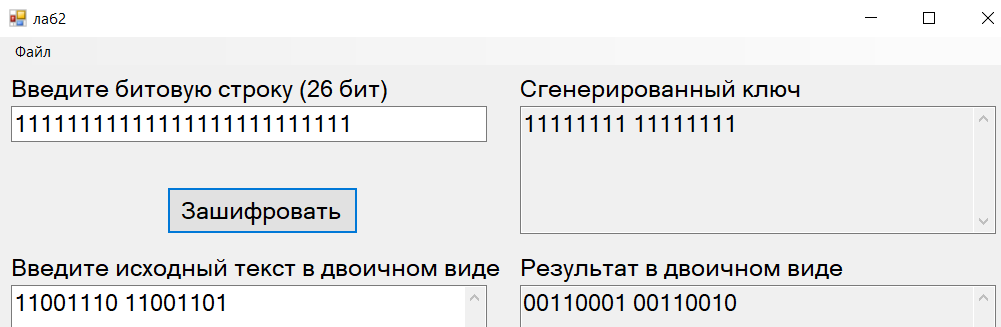 лаб2
Файл
Введите битовую строку (26 бит)
11111111111111111111111111
Сгенерированный ключ
11111111 11111111
Зашифровать
Введите исходный текст в двоичном виде
11001110 11001101
Результат в двоичном виде
00110001 00110010